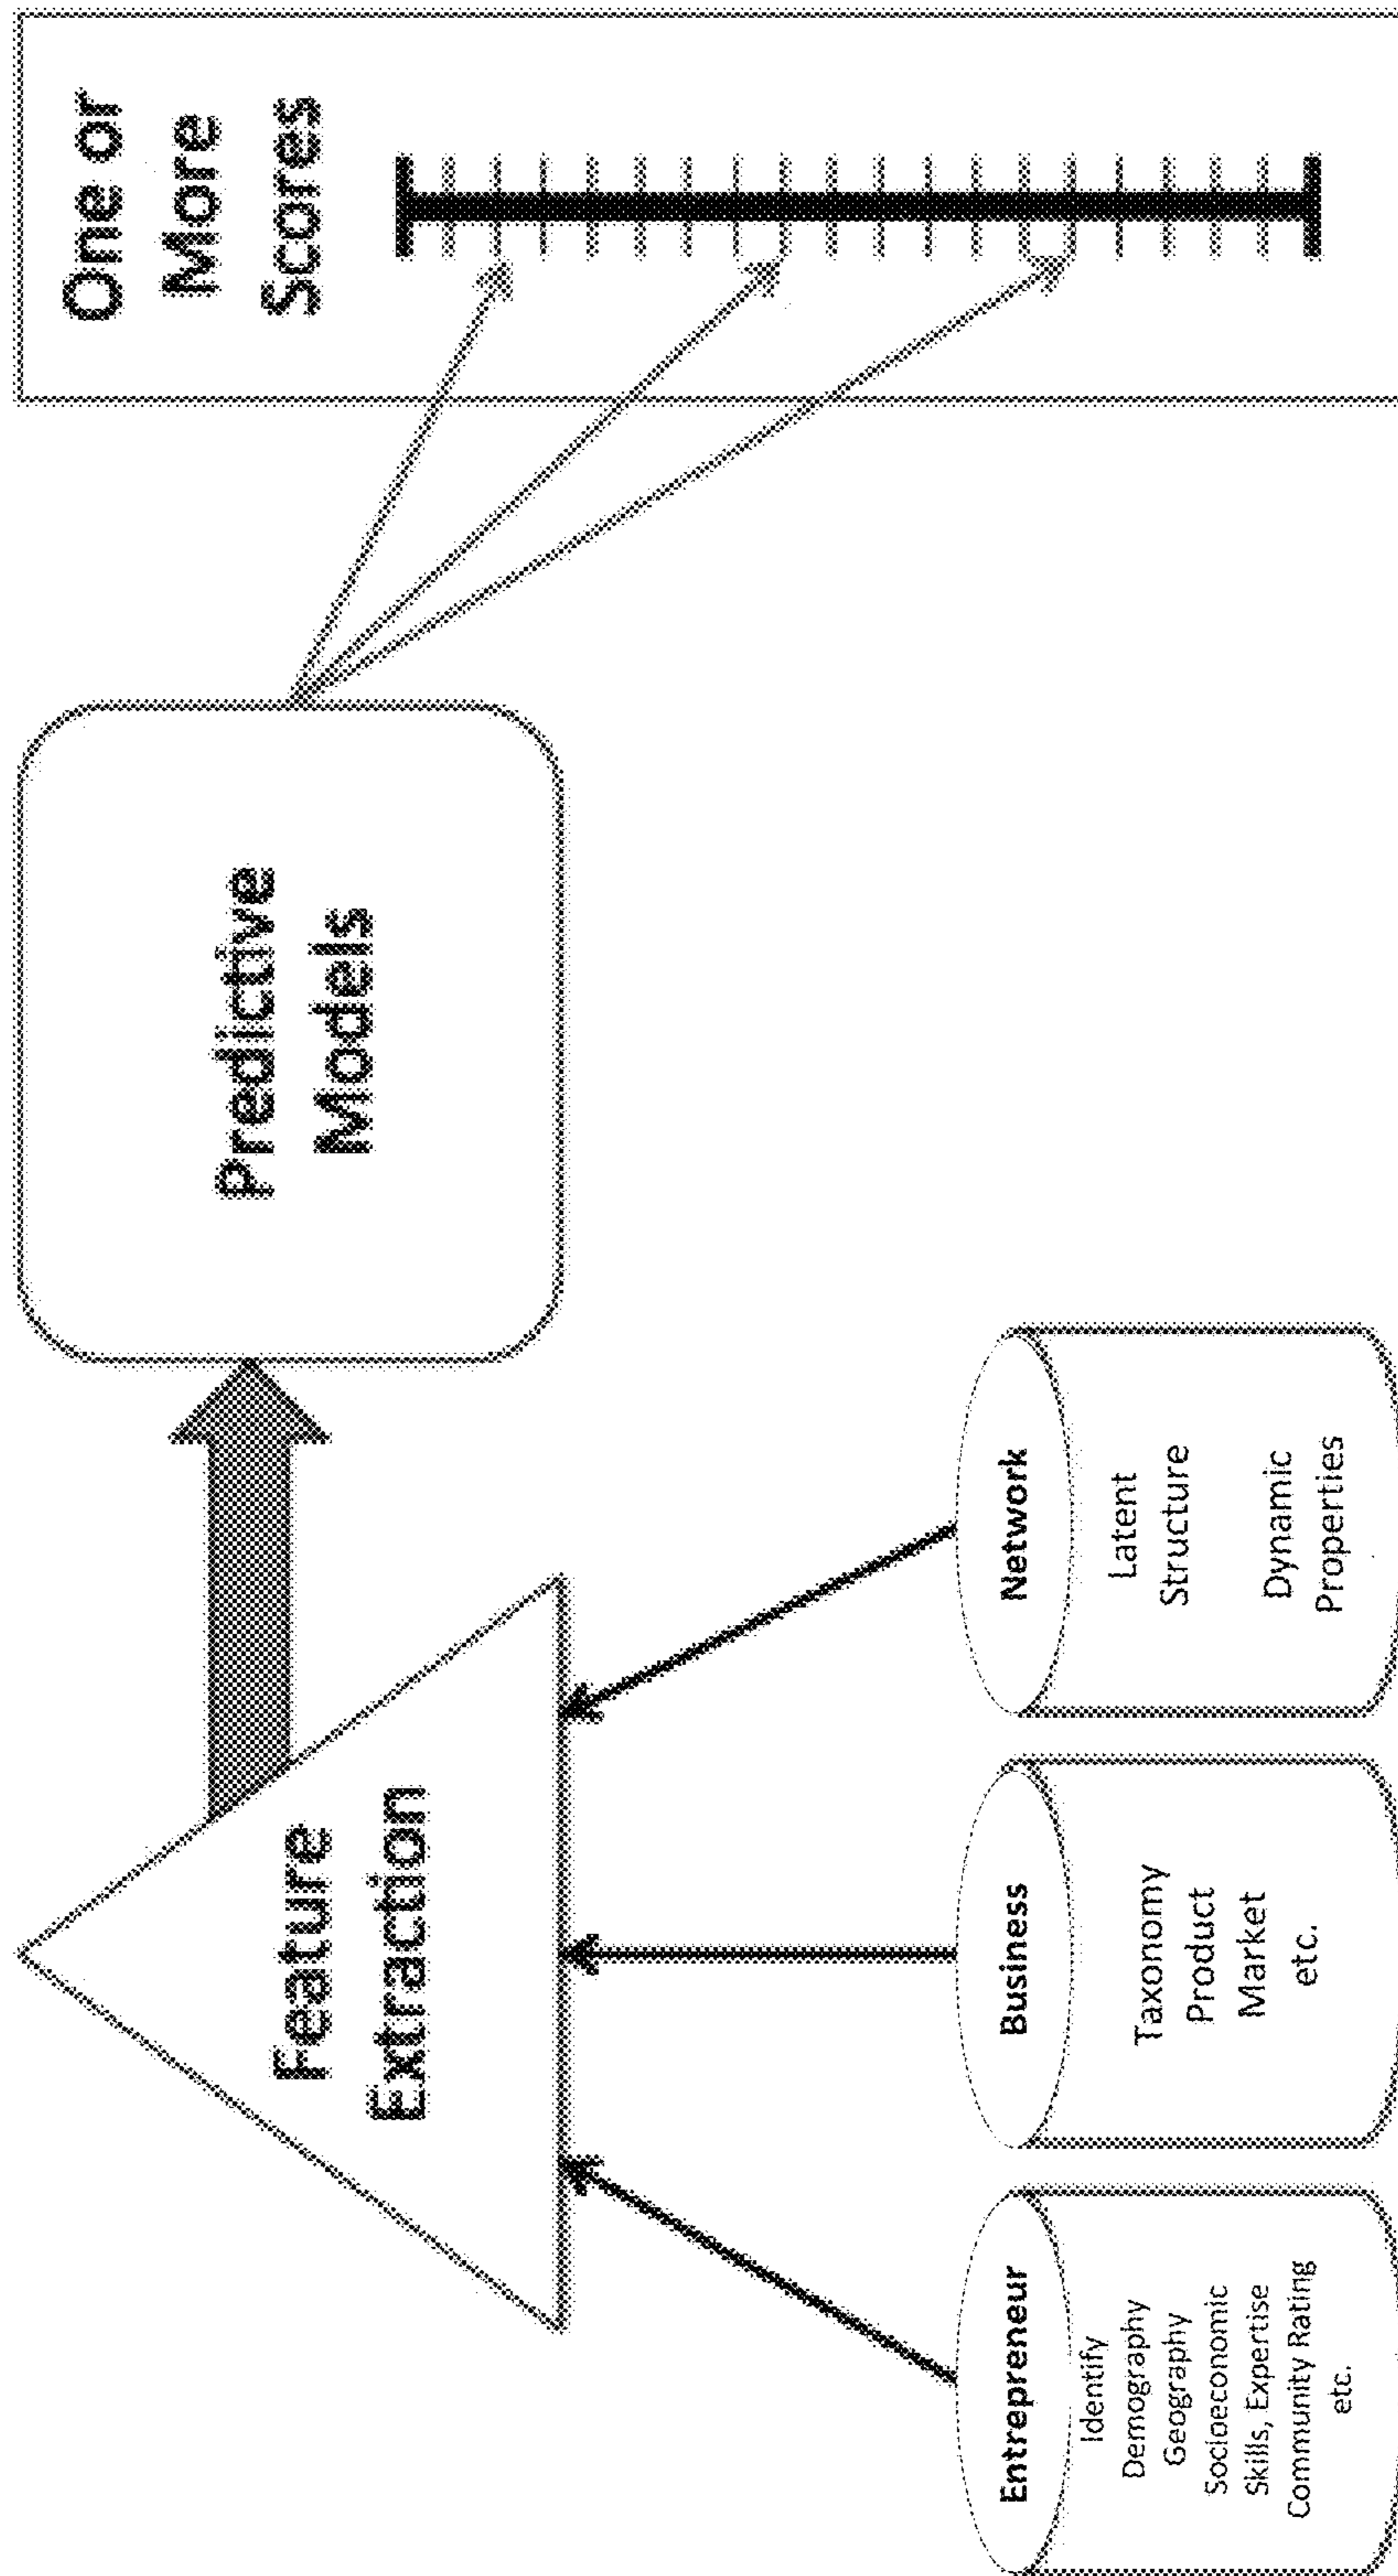 Feature
Extraction
Predictive
Models
One or
More
Scores
Entrepreneur
Identify
Demography
Geography
Socioeconomic
Skills, Expertise
Community Rating
etc.
Business
Taxonomy
Product
Market
etc.
Network
Latent
Structure
Dynamic
Properties